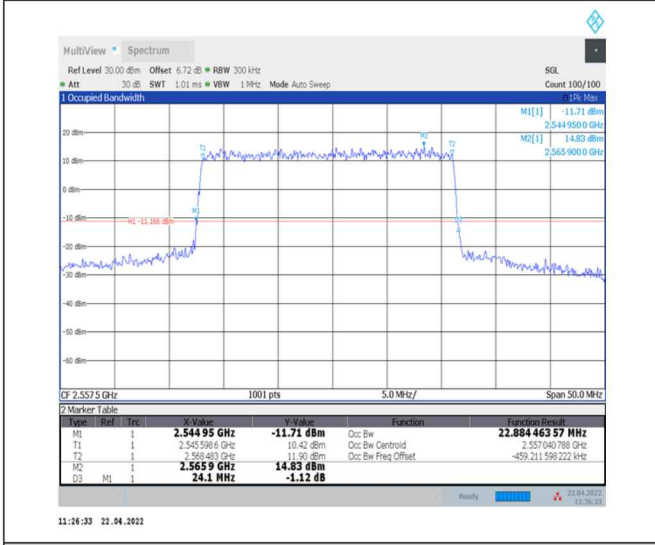 MultiView Spectrum
Ref Level 30.00 dBm Offset 6.72 dB RBW 300 kHz SGL
Att 30 dB SWT 1.01 ms VBW 1 MHz Mode Auto Sweep Count 100/100
1 Occupied Bandwidth 1Pk Max
M1[1] -11.71 dBm
2.544 950 0 GHz
M2[1] 14.83 dBm
2.565 900 0 GHz
20 dBm
M2
T1
T2
10 dBm
0 dBm
M1
-10 dBm
H1 -11.166 dBm
D3
-20 dBm
-30 dBm
-40 dBm
-50 dBm
-60 dBm
CF 2.557 5 GHz 1001 pts 5.0 MHz/ Span 50.0 MHz
2 Marker Table
Type Ref Trc X-Value Y-Value Function Function Result
M1 1 2.544 95 GHz -11.71 dBm Occ Bw 22.884 463 57 MHz
T1 1 2.545 598 6 GHz 10.42 dBm Occ Bw Centroid 2.557 040 788 GHz
T2 1 2.568 483 GHz 11.90 dBm Occ Bw Freq Offset -459.211 598 222 kHz
M2 1 2.565 9 GHz 14.83 dBm
D3 M1 1 24.1 MHz -1.12 dB
Ready 22.04.2022
11:26:33
11:26:33 22.04.2022